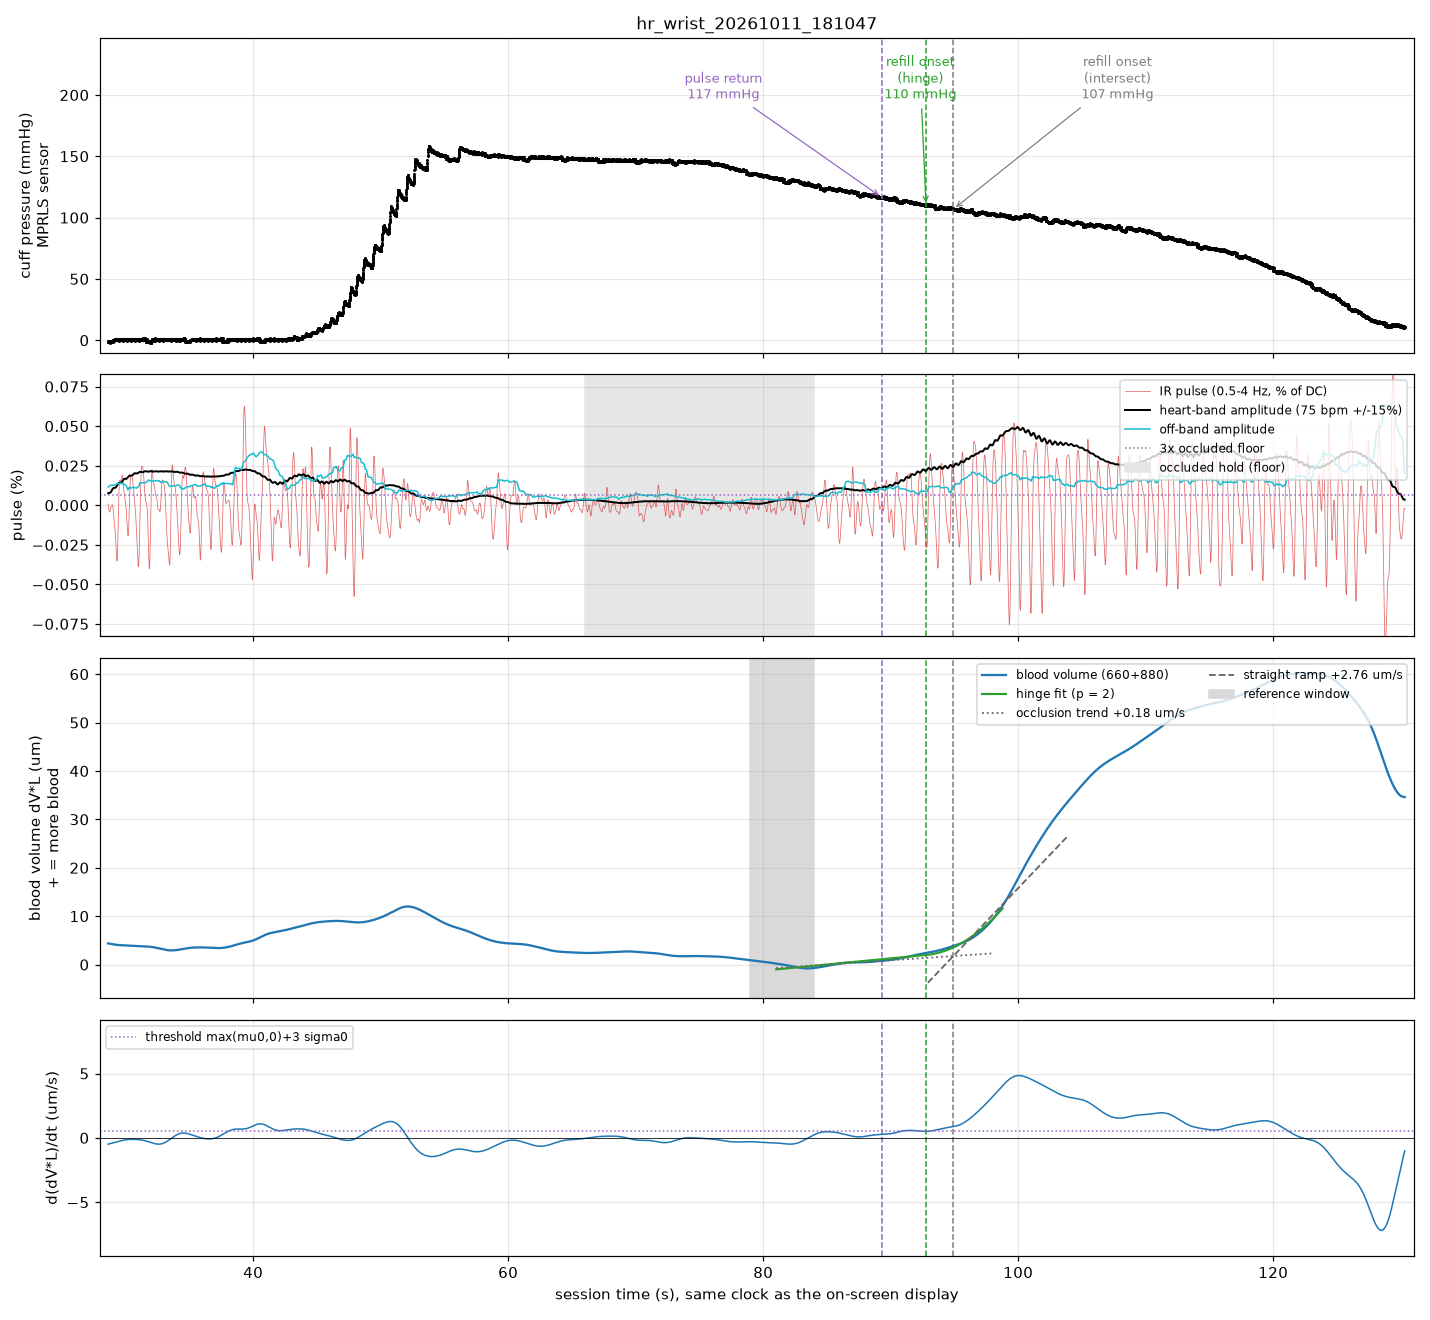 hr_wrist_20261011_181047
cuff pressure (mmHg)
MPRLS sensor
200
150
100
50
0
pulse return
117 mmHg
refill onset
(hinge)
110 mmHg
refill onset
(intersect)
107 mmHg
pulse (%)
0.075
0.050
0.025
0.000
−0.025
−0.050
−0.075
IR pulse (0.5-4 Hz, % of DC)
heart-band amplitude (75 bpm +/-15%)
off-band amplitude
3x occluded floor
occluded hold (floor)
blood volume dV*L (um)
+ = more blood
60
50
40
30
20
10
0
blood volume (660+880)
hinge fit (p = 2)
occlusion trend +0.18 um/s
straight ramp +2.76 um/s
reference window
d(dV*L)/dt (um/s)
5
0
−5
threshold max(mu0,0)+3 sigma0
40
60
80
100
120
session time (s), same clock as the on-screen display